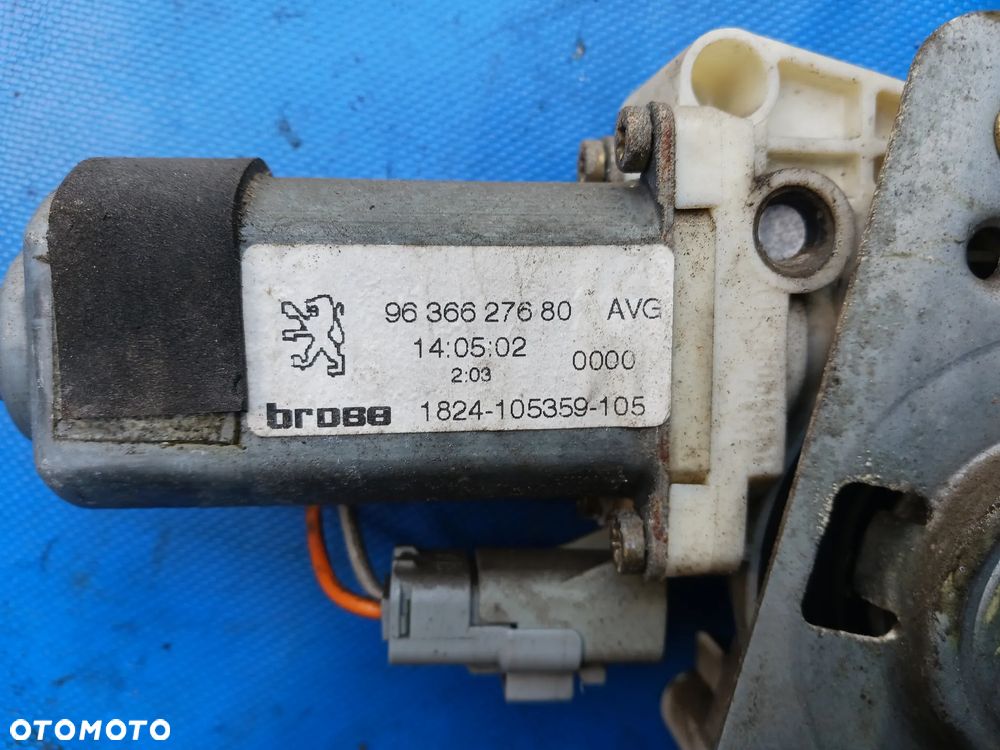 96 366 276 80 AVG
14:05:02 0000
2:03
brose 1824-105359-105
OTOMOTO